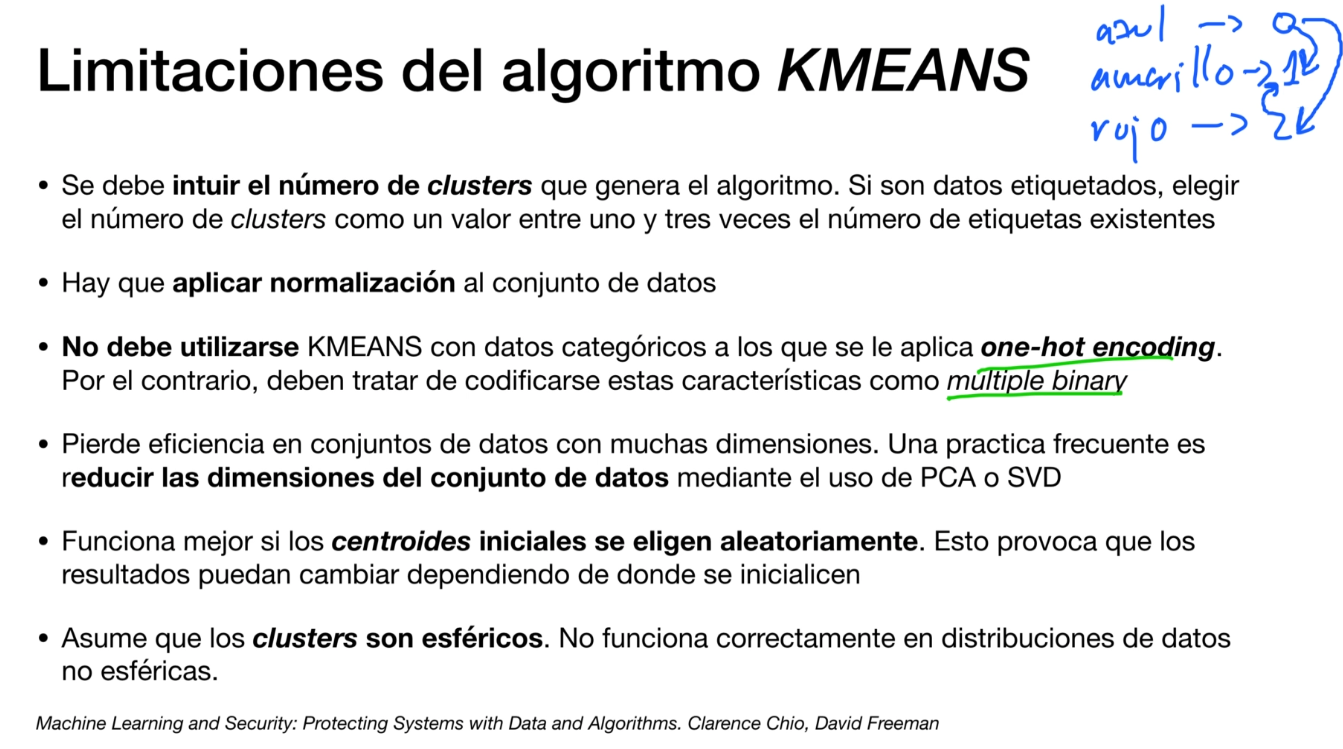 Limitaciones del algoritmo KMEANS
azul -> 0
amarillo -> 1
rojo -> 2
• Se debe intuir el número de clusters que genera el algoritmo. Si son datos etiquetados, elegir
el número de clusters como un valor entre uno y tres veces el número de etiquetas existentes
• Hay que aplicar normalización al conjunto de datos
• No debe utilizarse KMEANS con datos categóricos a los que se le aplica one-hot encoding.
Por el contrario, deben tratar de codificarse estas características como múltiple binary
• Pierde eficiencia en conjuntos de datos con muchas dimensiones. Una practica frecuente es
reducir las dimensiones del conjunto de datos mediante el uso de PCA o SVD
• Funciona mejor si los centroides iniciales se eligen aleatoriamente. Esto provoca que los
resultados puedan cambiar dependiendo de donde se inicialicen
• Asume que los clusters son esféricos. No funciona correctamente en distribuciones de datos
no esféricas.
Machine Learning and Security: Protecting Systems with Data and Algorithms. Clarence Chio, David Freeman